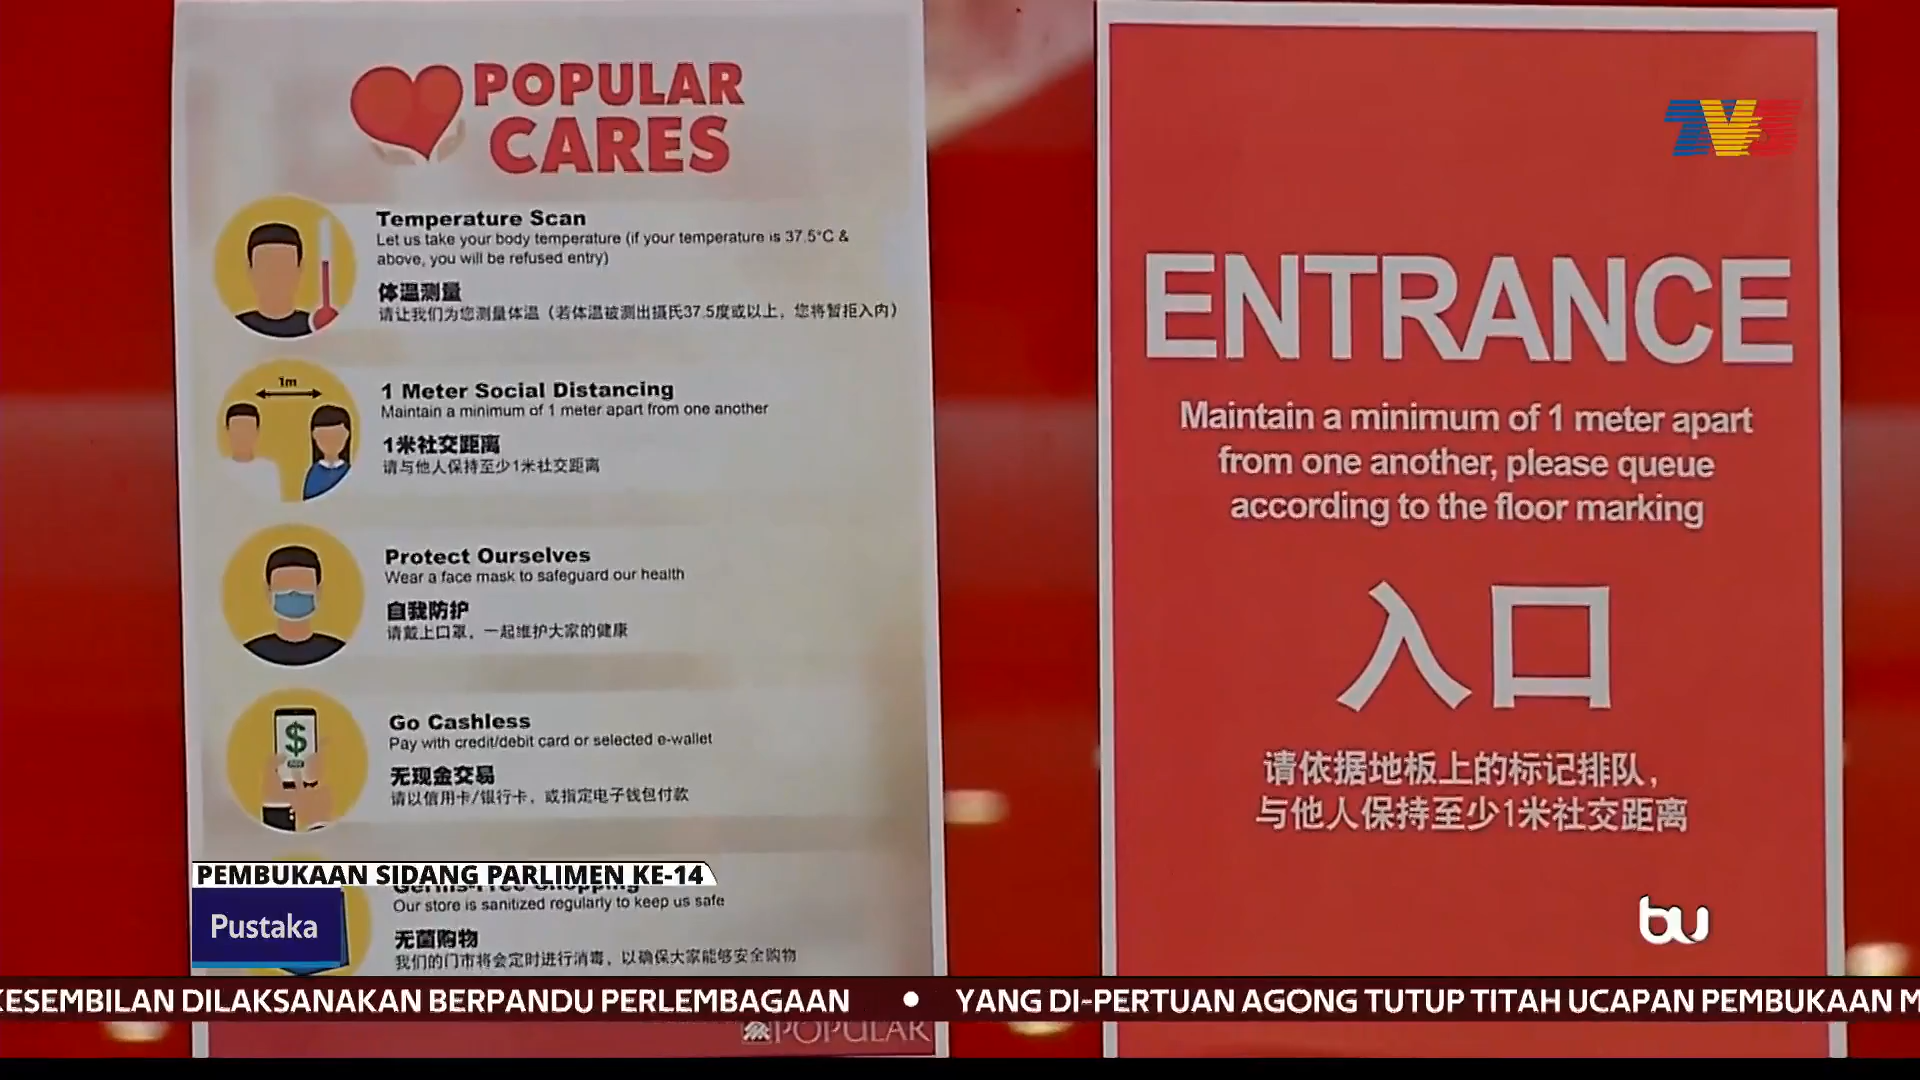 POPULAR
CARES
Temperature Scan
Let us take your body temperature (if your temperature is 37.5°C &
above, you will be refused entry)
体温测量
请让我们为您测量体温（若体温被测出摄氏37.5度或以上，您将暂拒入内）
1m
1 Meter Social Distancing
Maintain a minimum of 1 meter apart from one another
1米社交距离
请与他人保持至少1米社交距离
Protect Ourselves
Wear a face mask to safeguard our health
自我防护
请戴上口罩，一起维护大家的健康
$
Go Cashless
Pay with credit/debit card or selected e-wallet
无现金交易
请以信用卡/银行卡，或指定电子钱包付款
Germs-Free Shopping
Our store is sanitized regularly to keep us safe
无菌购物
我们的门市将会定时进行消毒，以确保大家能够安全购物
POPULAR
TV3
ENTRANCE
Maintain a minimum of 1 meter apart
from one another, please queue
according to the floor marking
入口
请依据地板上的标记排队，
与他人保持至少1米社交距离
bu
PEMBUKAAN SIDANG PARLIMEN KE-14
Pustaka
KESEMBILAN DILAKSANAKAN BERPANDU PERLEMBAGAAN • YANG DI-PERTUAN AGONG TUTUP TITAH UCAPAN PEMBUKAAN M